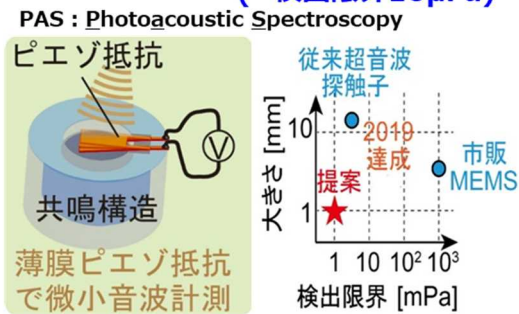 PAS : Photoacoustic Spectroscopy
ピエゾ抵抗
V
共鳴構造
薄膜ピエゾ抵抗
で微小音波計測
従来超音波
探触子
大きさ [mm]
10
1
2019
達成
提案
市販
MEMS
1 10 10² 10³
検出限界 [mPa]